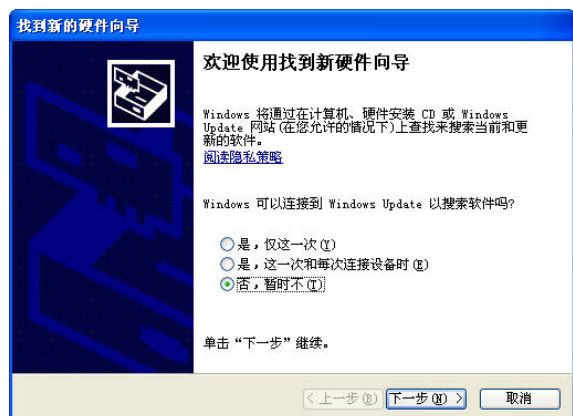 找到新的硬件向导
欢迎使用找到新硬件向导
Windows 将通过在计算机、硬件安装 CD 或 Windows
Update 网站(在您允许的情况下)上查找来搜索当前和更
新的软件。
阅读隐私策略
Windows 可以连接到 Windows Update 以搜索软件吗?
是，仅这一次(Y)
是，这一次和每次连接设备时(E)
否，暂时不(T)
单击“下一步”继续。
< 上一步(B) 下一步(N) > 取消